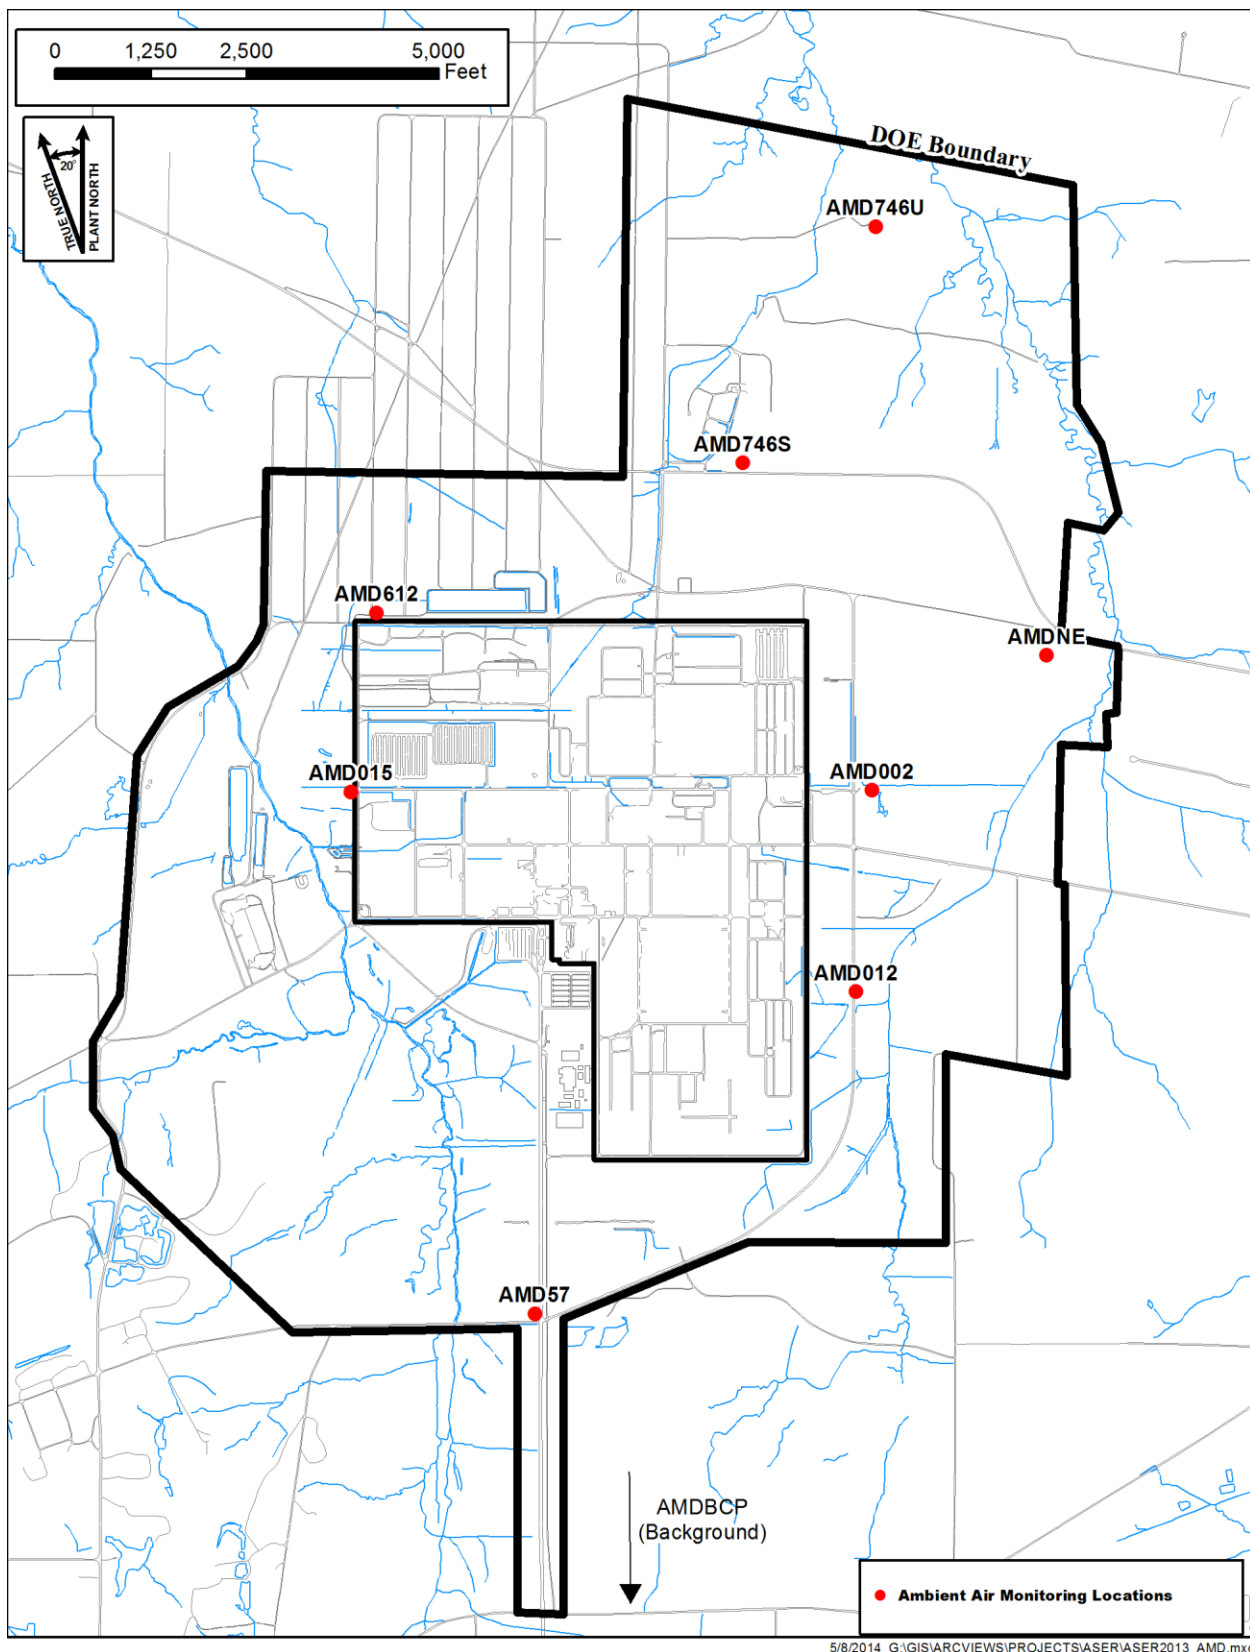 0 1,250 2,500 5,000
Feet
TRUE NORTH
20°
PLANT NORTH
DOE Boundary
AMD746U
AMD746S
AMD612
AMDNE
AMD015
AMD002
AMD012
AMD57
AMDBCP
(Background)
Ambient Air Monitoring Locations
5/8/2014 G:\GIS\ARCVIEWS\PROJECTS\ASER\ASER2013_AMD.mxd